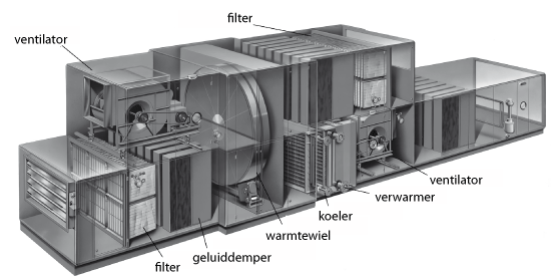 filter
ventilator
ventilator
verwarmer
koeler
warmtewiel
geluiddemper
filter